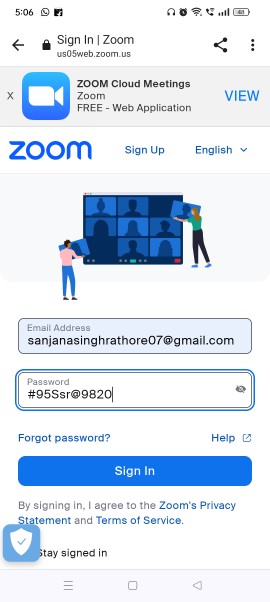 5:06
48
Sign In | Zoom
us05web.zoom.us
X
ZOOM Cloud Meetings
Zoom
FREE - Web Application
VIEW
zoom
Sign Up
English
Email Address
sanjanasinghrathore07@gmail.com
Password
#95Ssr@9820
Forgot password?
Help
Sign In
By signing in, I agree to the Zoom's Privacy
Statement and Terms of Service.
Stay signed in